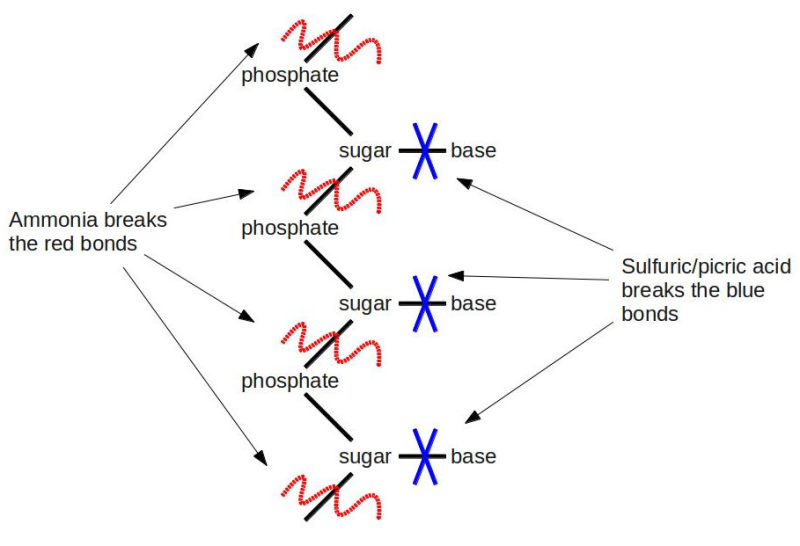 phosphate
sugar base
phosphate
Ammonia breaks
the red bonds
sugar base
Sulfuric/picric acid
breaks the blue
bonds
phosphate
sugar base